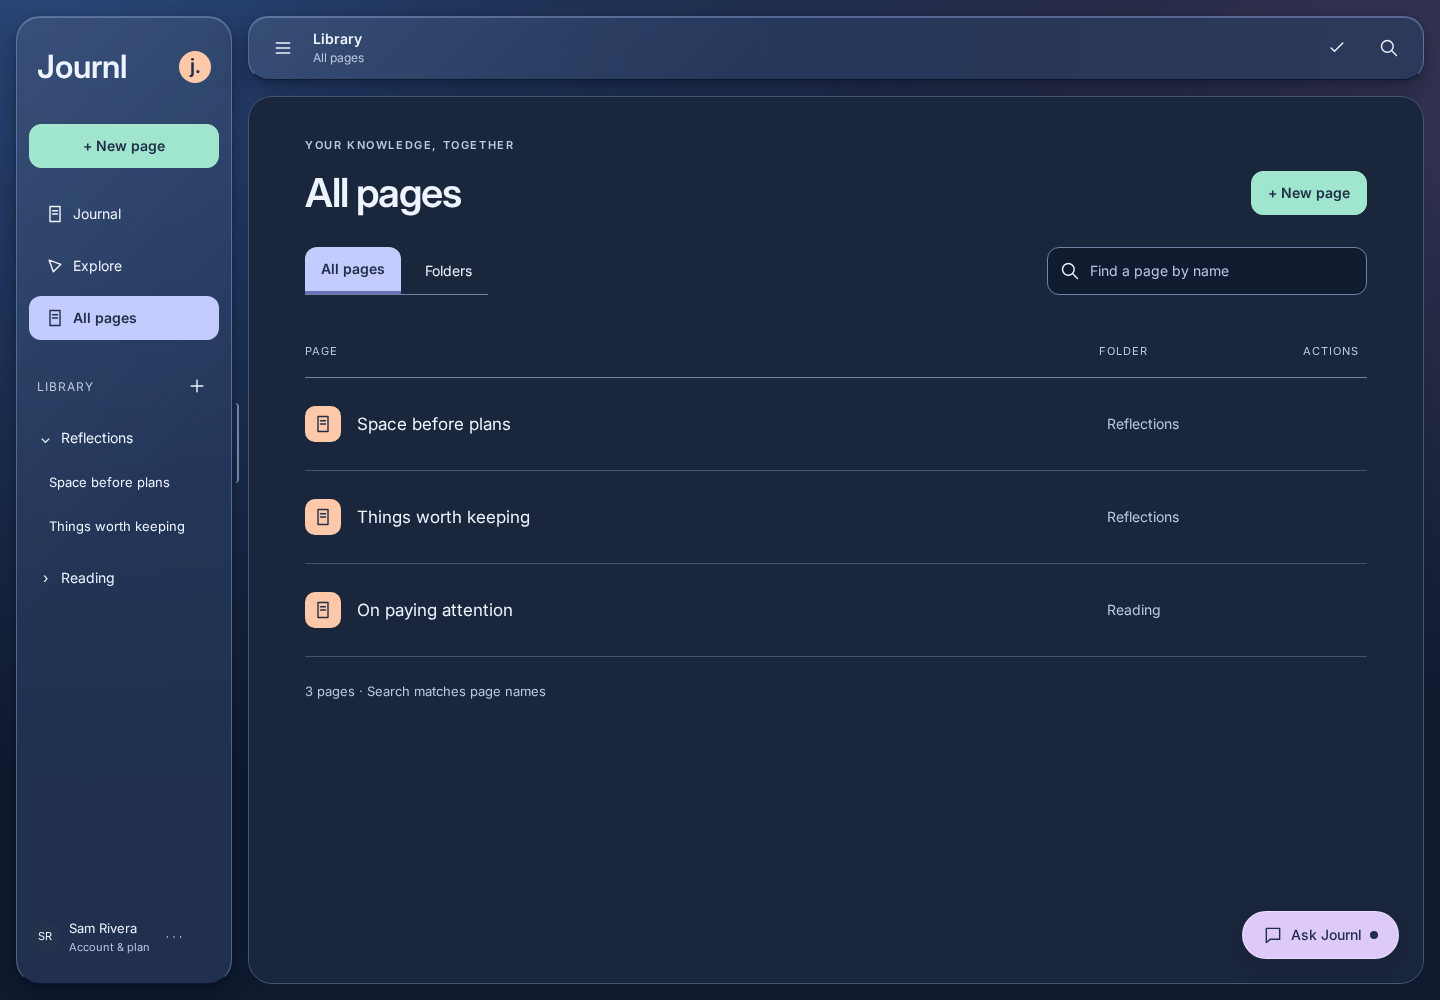 Journl
j.
+ New page
Journal
Explore
All pages
LIBRARY
Reflections
Space before plans
Things worth keeping
Reading
SR
Sam Rivera
Account & plan
...
Library
All pages
YOUR KNOWLEDGE, TOGETHER
All pages
+ New page
All pages
Folders
Find a page by name
PAGE
FOLDER
ACTIONS
Space before plans
Reflections
Things worth keeping
Reflections
On paying attention
Reading
3 pages · Search matches page names
Ask Journl